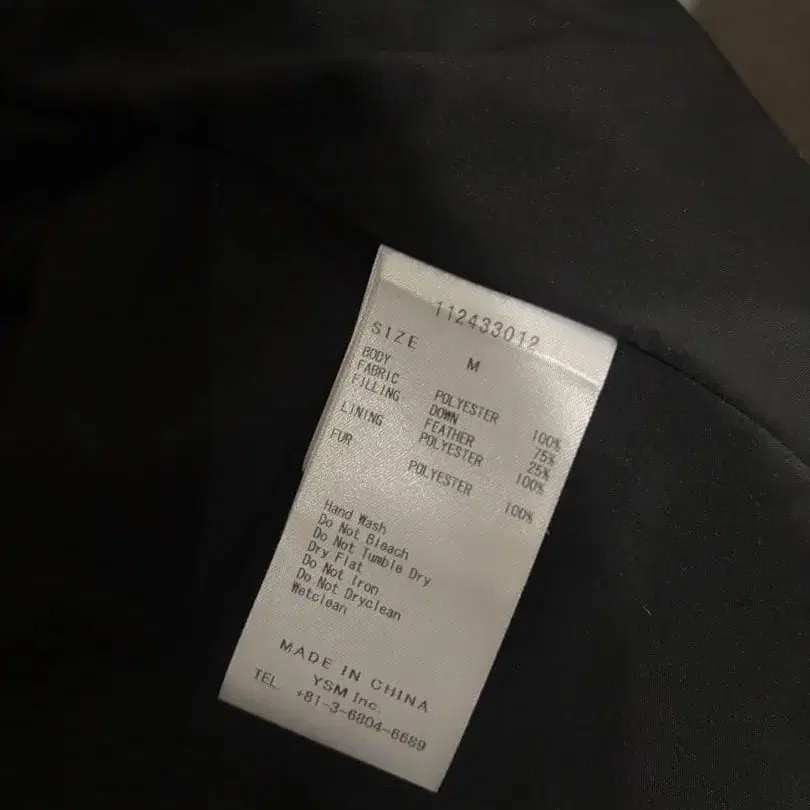 112433012
SIZE M
BODY
FABRIC POLYESTER 100%
FILLING DOWN 75%
FEATHER 25%
LINING POLYESTER 100%
FUR POLYESTER 100%
Hand Wash
Do Not Bleach
Do Not Tumble Dry
Dry Flat
Do Not Iron
Do Not Dryclean
Wetclean
MADE IN CHINA
YSM Inc.
TEL +81-3-6804-6689